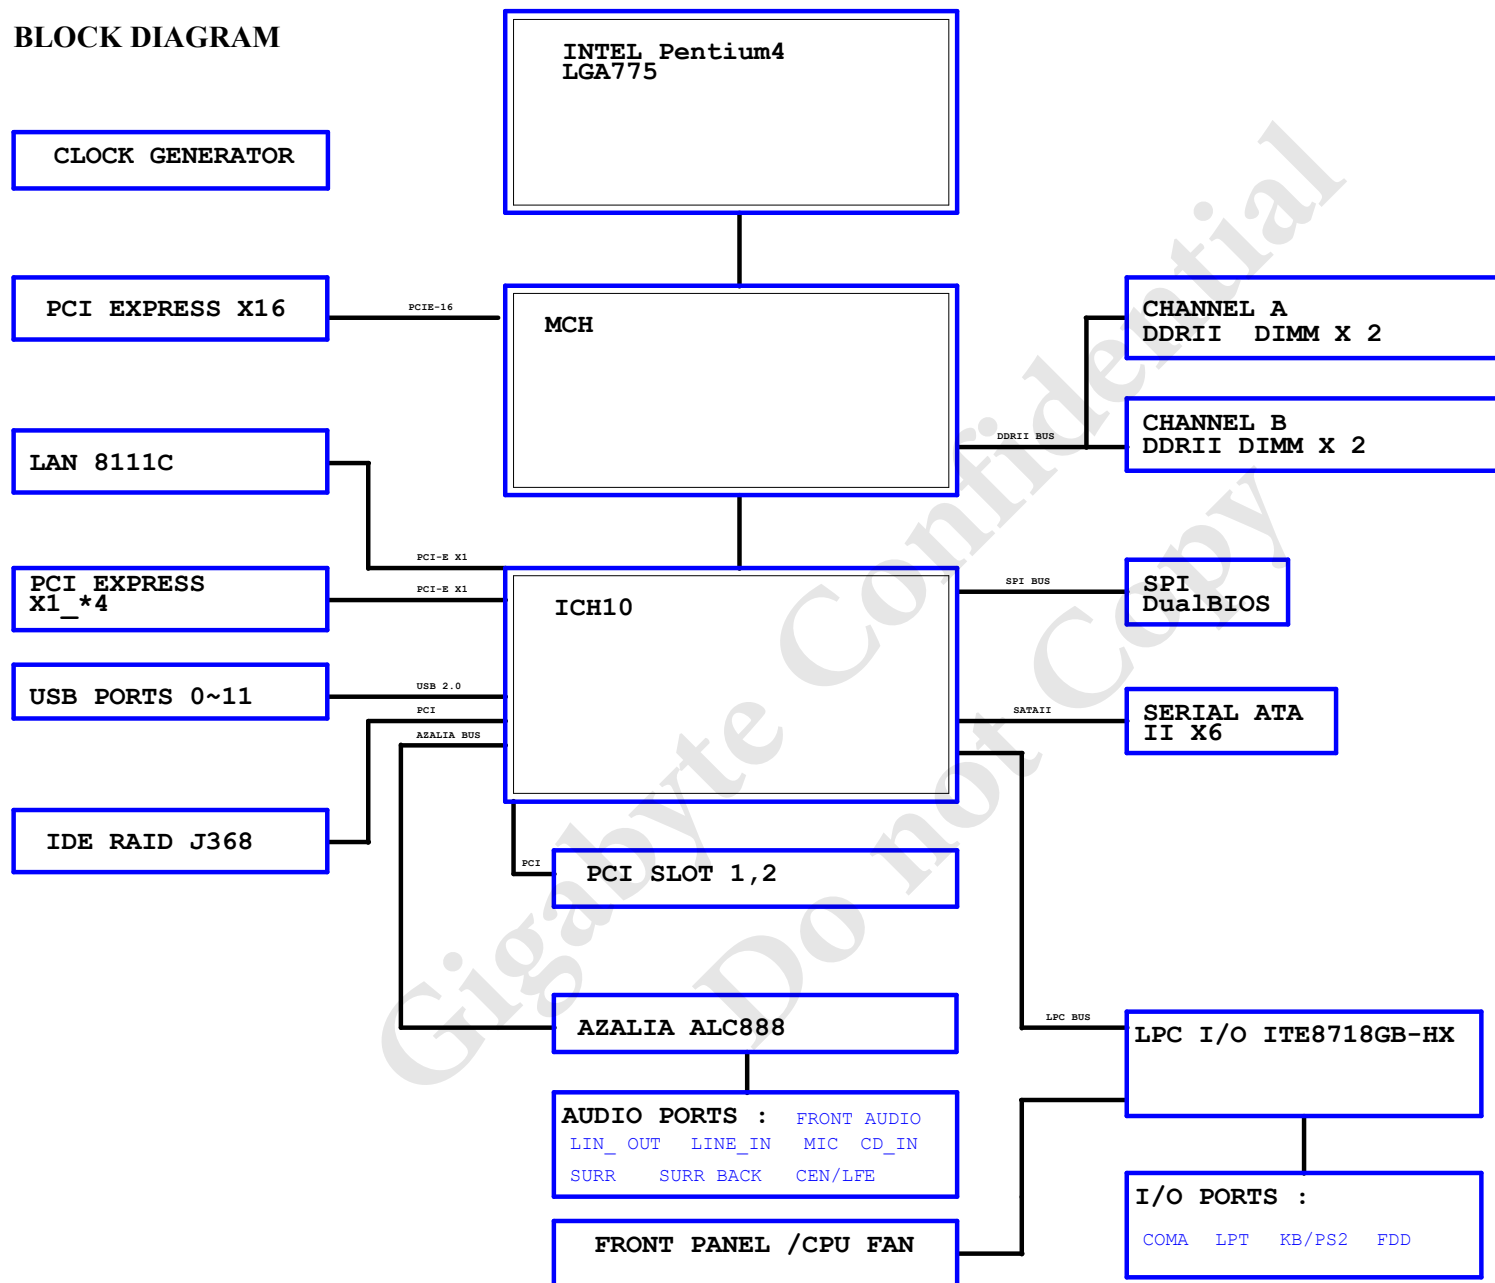 BLOCK DIAGRAM
INTEL Pentium4
LGA775
CLOCK GENERATOR
PCI EXPRESS X16
PCIE-16
MCH
CHANNEL A
DDRII DIMM X 2
CHANNEL B
DDRII DIMM X 2
DDRII BUS
LAN 8111C
PCI-E X1
PCI EXPRESS
X1_*4
PCI-E X1
ICH10
SPI BUS
SPI
DualBIOS
USB PORTS 0~11
USB 2.0
PCI
AZALIA BUS
SATAII
SERIAL ATA
II X6
IDE RAID J368
PCI
PCI SLOT 1,2
AZALIA ALC888
LPC BUS
LPC I/O ITE8718GB-HX
AUDIO PORTS : FRONT AUDIO
LIN_ OUT LINE_IN MIC CD_IN
SURR SURR BACK CEN/LFE
I/O PORTS :
COMA LPT KB/PS2 FDD
FRONT PANEL /CPU FAN
Gigabyte Confidential
Do not Copy